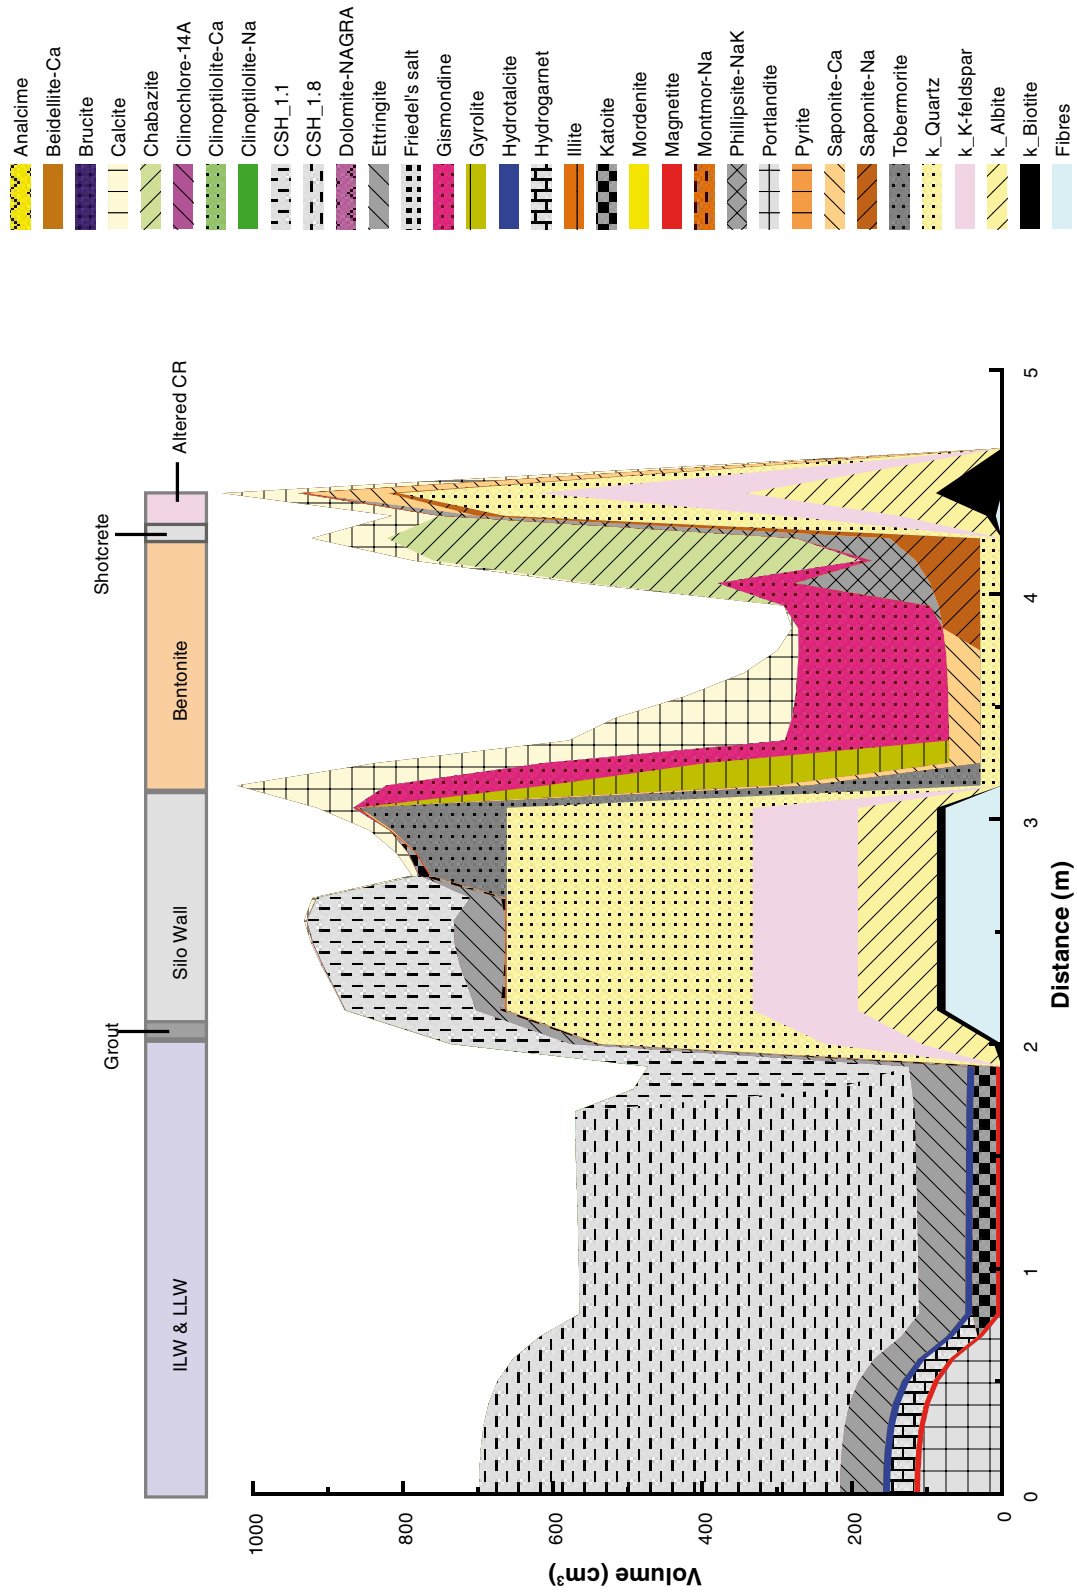 ILW & LLW
Grout
Silo Wall
Bentonite
Shotcrete
Altered CR
Volume (cm³)
1000
800
600
400
200
0
0
1
2
3
4
5
Distance (m)
Analcime
Beidellite-Ca
Brucite
Calcite
Chabazite
Clinochlore-14A
Clinoptilolite-Ca
Clinoptilolite-Na
CSH_1.1
CSH_1.8
Dolomite-NAGRA
Ettringite
Friedel's salt
Gismondine
Gyrolite
Hydrotalcite
Hydrogarnet
Illite
Katoite
Mordenite
Magnetite
Montmor-Na
Phillipsite-NaK
Portlandite
Pyrite
Saponite-Ca
Saponite-Na
Tobermorite
k_Quartz
k_K-feldspar
k_Albite
k_Biotite
Fibres